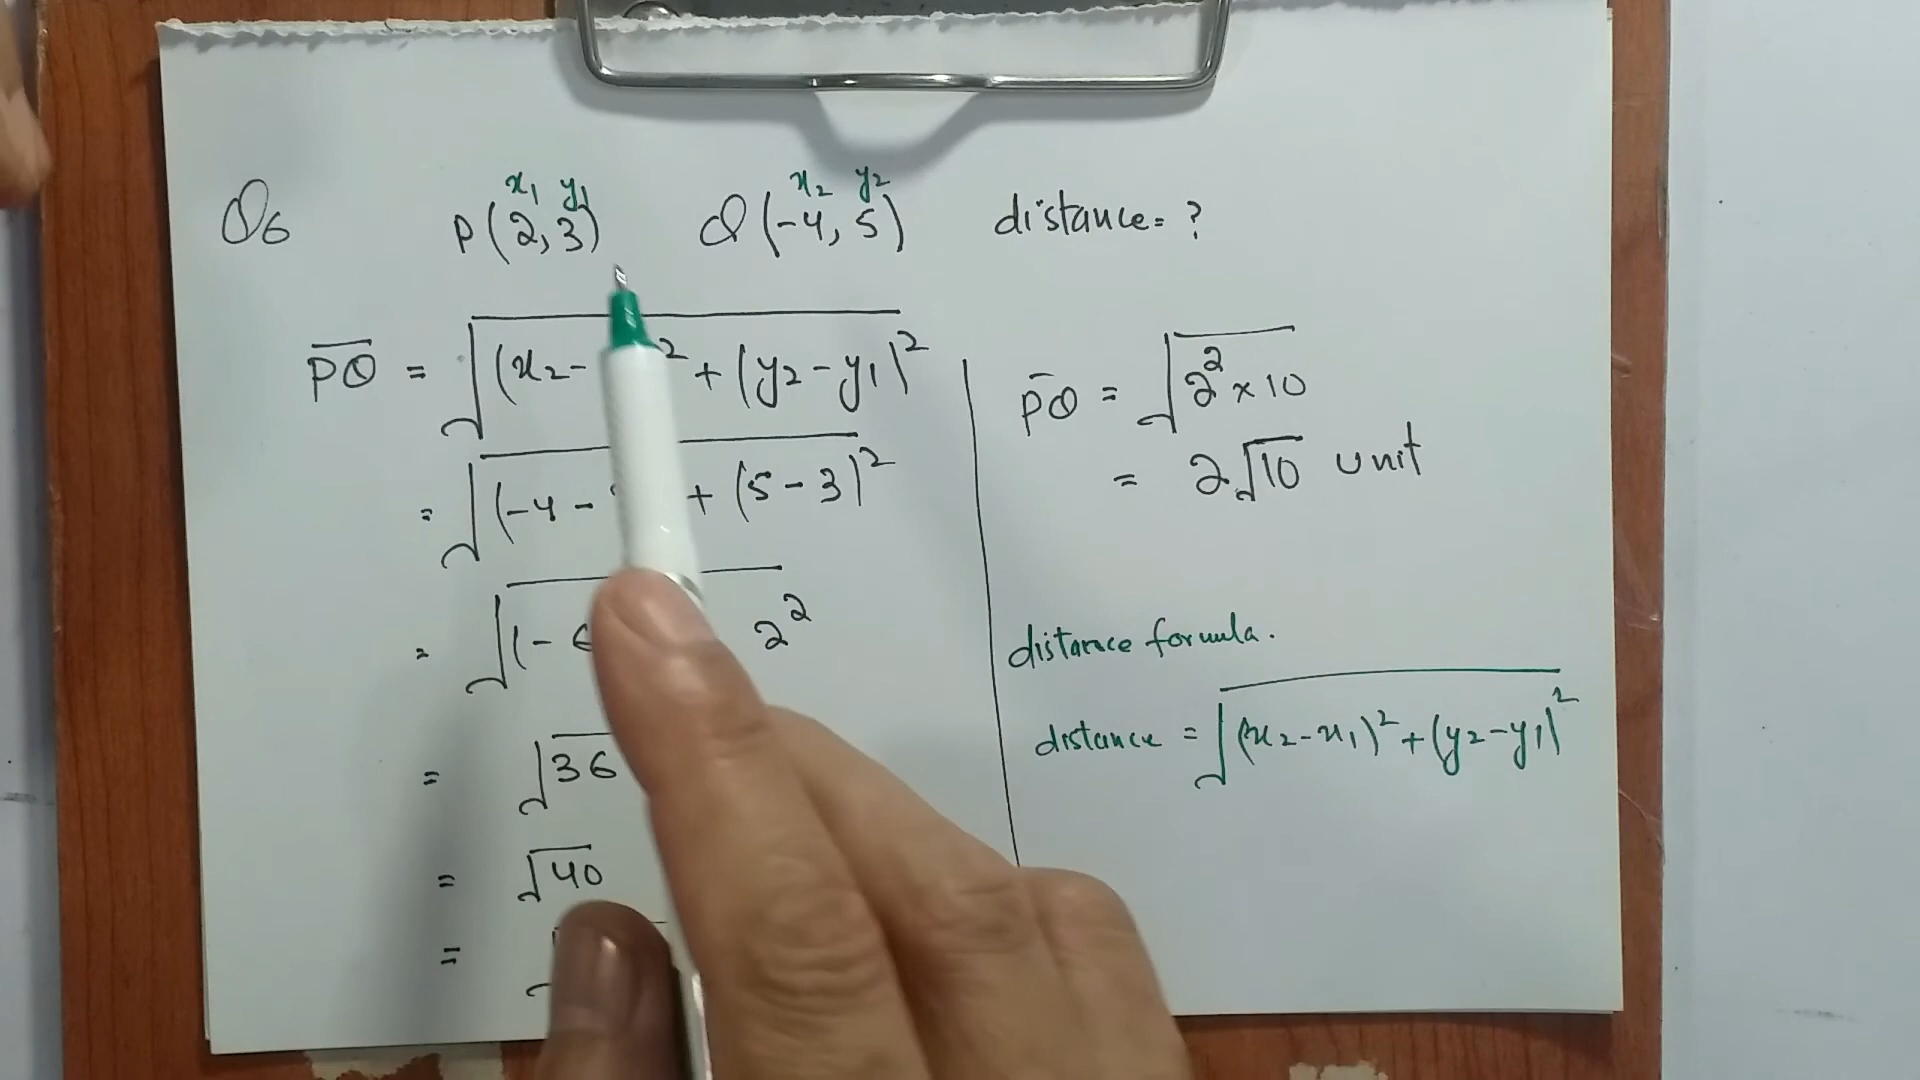 Q6 P(2,3) Q(-4,5) distance = ?
x1 y1 x2 y2
PQ = √(x2- )2 + (y2-y1)2
= √(-4- + (5-3)2
= √(-6 22
= √36
= √40
=
PQ = √22×10
= 2√10 unit
distance formula.
distance = √(x2-x1)2+(y2-y1)2